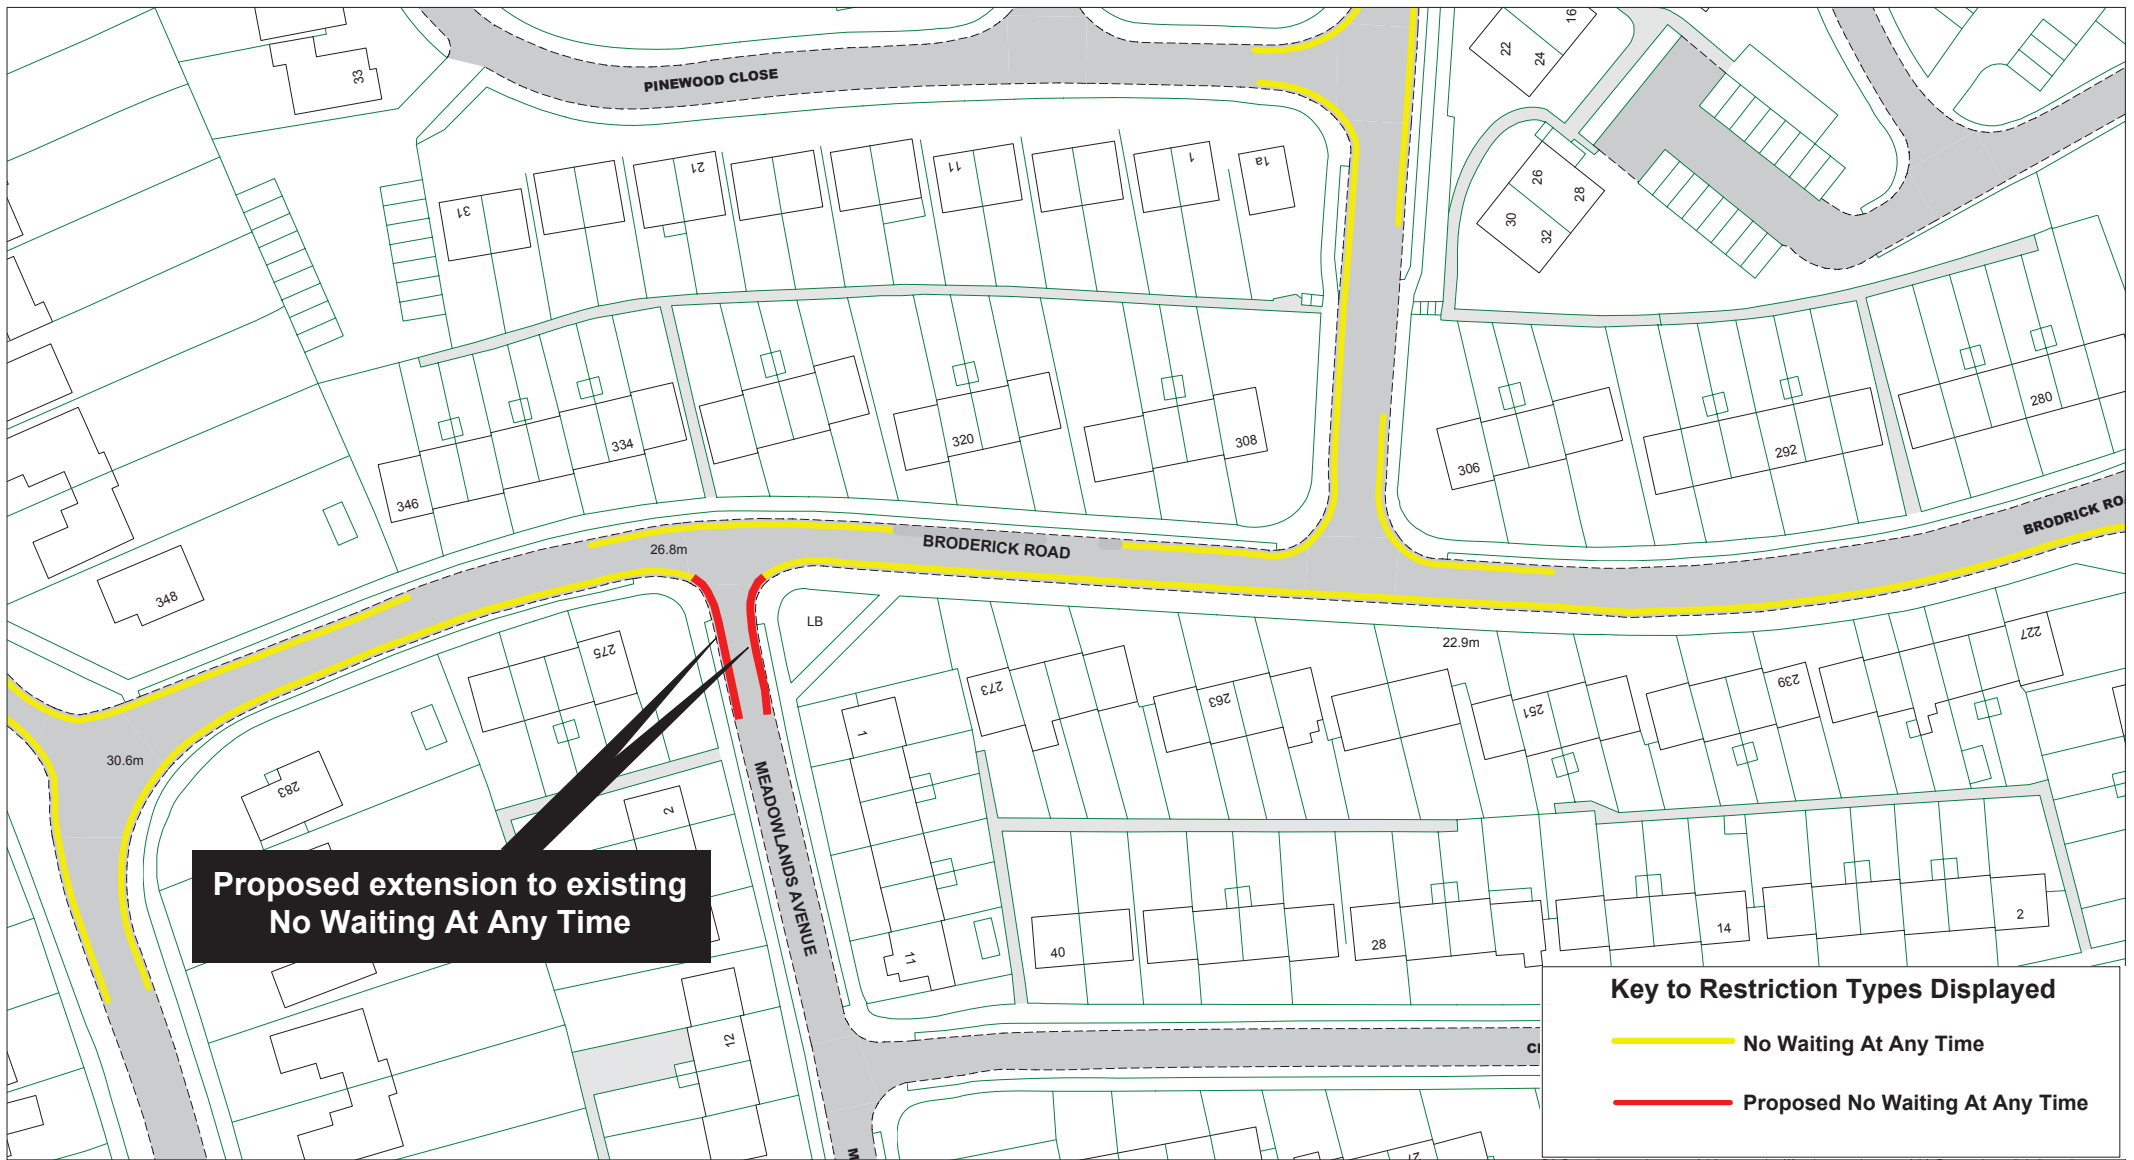 33
PINEWOOD CLOSE
16
22
24
31
21
11
1
1a
26
28
30
32
346
334
320
308
306
292
280
BRODERICK ROAD
BRODRICK RO
26.8m
348
LB
275
22.9m
227
273
263
251
239
30.6m
283
1
2
MEADOWLANDS AVENUE
Proposed extension to existing
No Waiting At Any Time
11
40
28
14
2
12
Key to Restriction Types Displayed
No Waiting At Any Time
Proposed No Waiting At Any Time
M